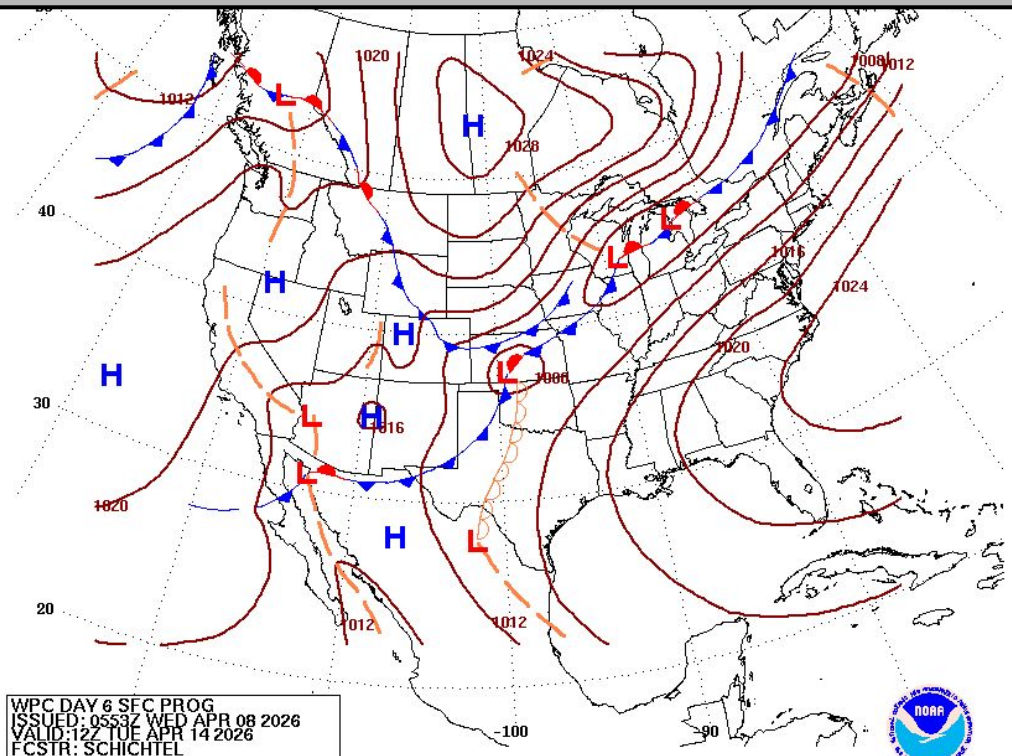 1020
1024
1008
1012
1012
H
L
1028
40
L
L
H
1016
1024
H
1020
H
L
1008
30
L
H
1016
L
1020
H
L
20
1012
1012
-100
-90
WPC DAY 6 SFC PROG
ISSUED: 0553Z WED APR 08 2026
VALID:12Z TUE APR 14 2026
FCSTR: SCHICHTEL
NOAA